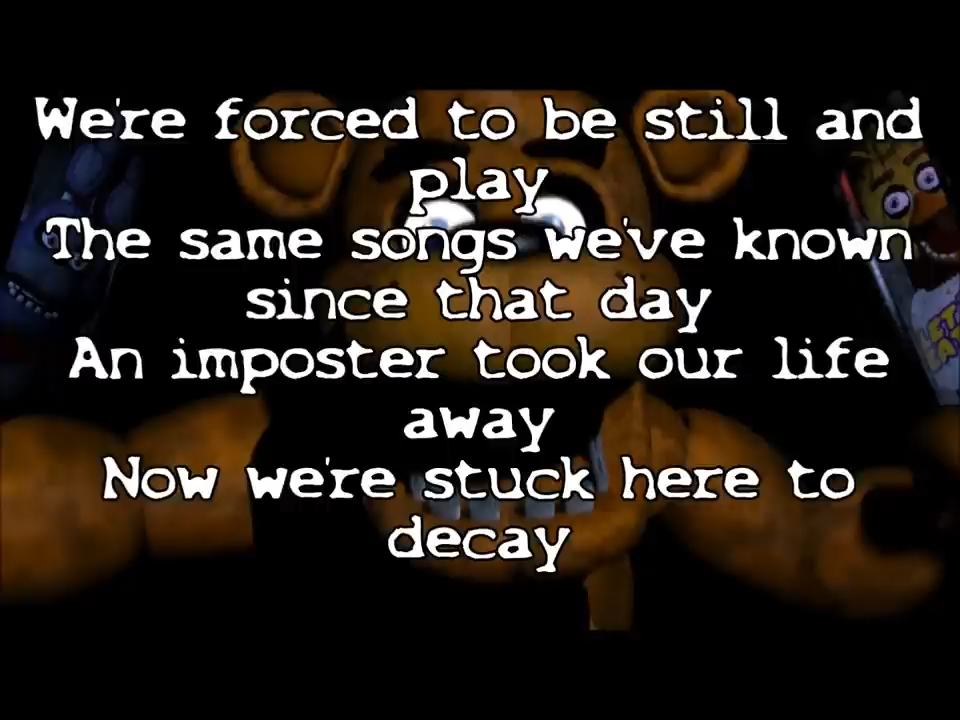 We're forced to be still and
play
The same songs we've known
since that day
An imposter took our life
away
Now we're stuck here to
decay